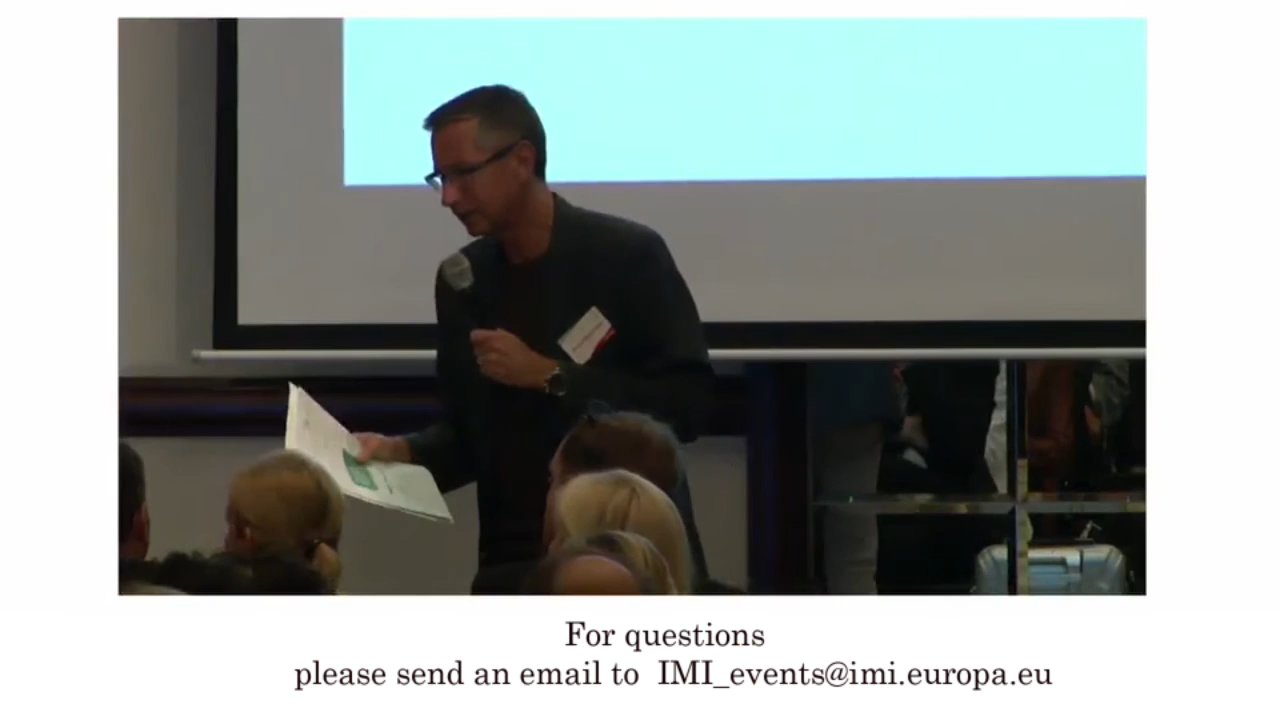 For questions
please send an email to IMI_events@imi.europa.eu